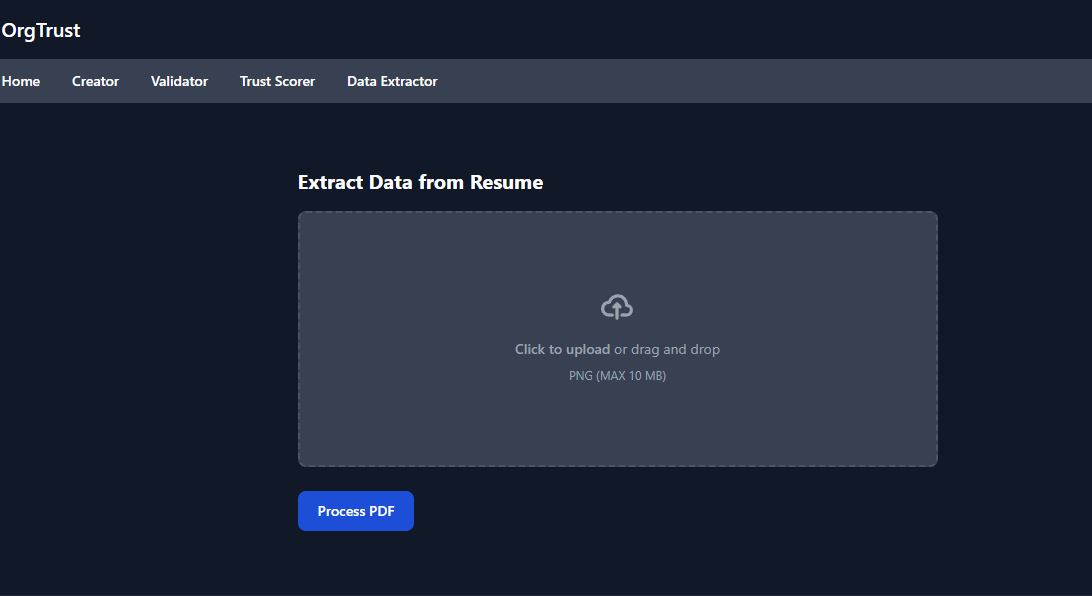 OrgTrust
Home Creator Validator Trust Scorer Data Extractor
Extract Data from Resume
Click to upload or drag and drop
PNG (MAX 10 MB)
Process PDF